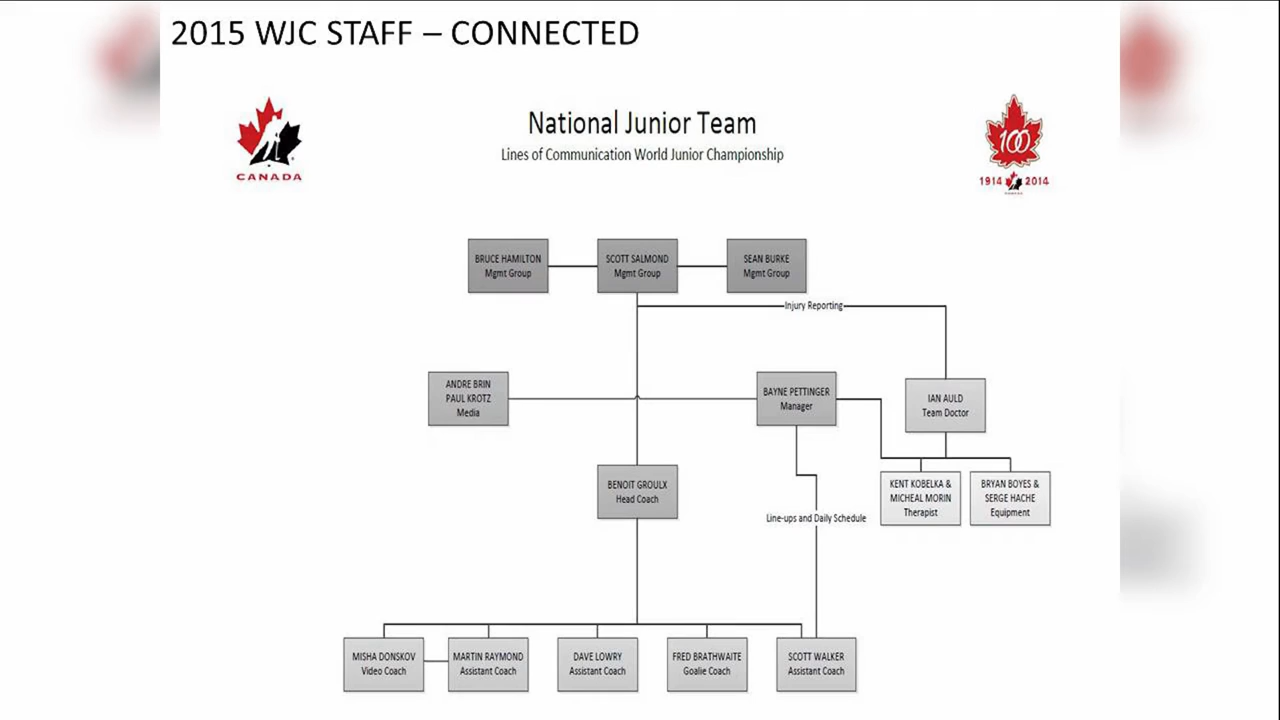 2015 WJC STAFF – CONNECTED
CANADA
National Junior Team
Lines of Communication World Junior Championship
100
1914 2014
BRUCE HAMILTON
Mgmt Group
SCOTT SALMOND
Mgmt Group
SEAN BURKE
Mgmt Group
Injury Reporting
ANDRE BRIN
PAUL KROTZ
Media
BAYNE PETTINGER
Manager
IAN AULD
Team Doctor
BENOIT GROULX
Head Coach
KENT KOBELKA &
MICHEAL MORIN
Therapist
BRYAN BOYES &
SERGE HACHE
Equipment
Line-ups and Daily Schedule
MISHA DONSKOV
Video Coach
MARTIN RAYMOND
Assistant Coach
DAVE LOWRY
Assistant Coach
FRED BRATHWAITE
Goalie Coach
SCOTT WALKER
Assistant Coach